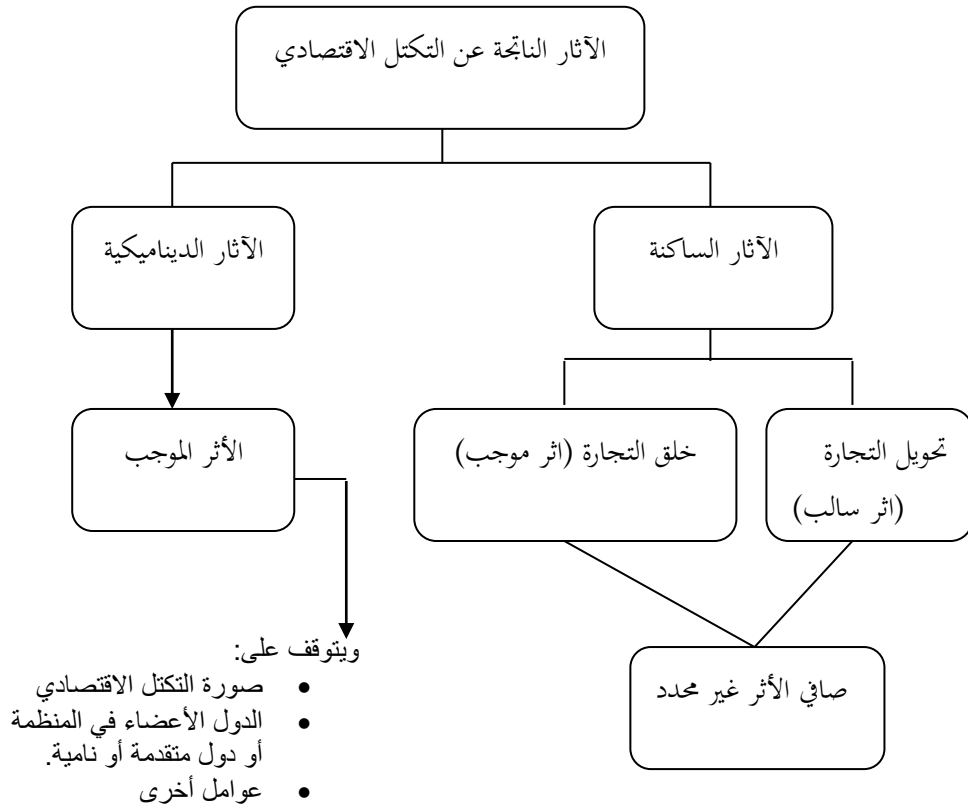 الآثار الناتجة عن التكتل الاقتصادي
الآثار الساكنة
الآثار الديناميكية
تحويل التجارة
(اثر سالب)
خلق التجارة (اثر موجب)
الأثر الموجب
صافي الأثر غير محدد
ويتوقف على:
• صورة التكتل الاقتصادي
• الدول الأعضاء في المنظمة
أو دول متقدمة أو نامية.
• عوامل أخرى